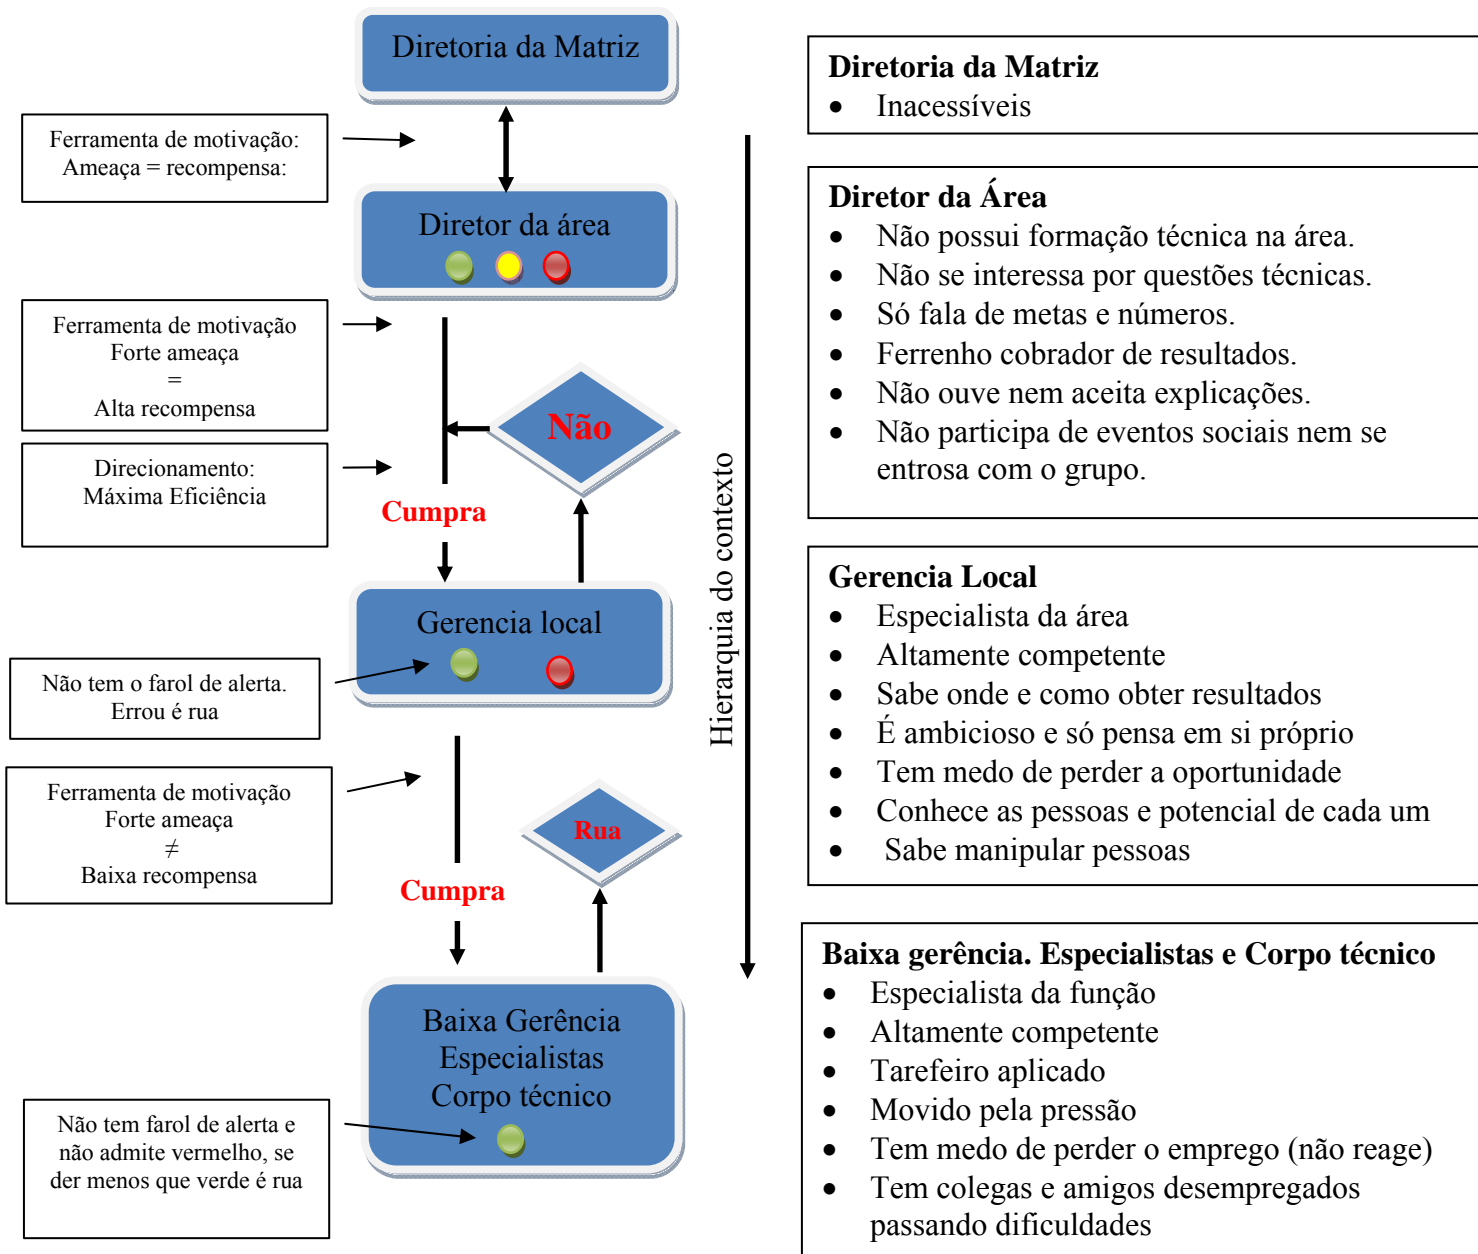 Diretoria da Matriz
Ferramenta de motivação:
Ameaça = recompensa:
Diretor da área
Ferramenta de motivação
Forte ameaça
=
Alta recompensa
Não
Direcionamento:
Máxima Eficiência
Cumpra
Gerencia local
Não tem o farol de alerta.
Errou é rua
Ferramenta de motivação
Forte ameaça
≠
Baixa recompensa
Rua
Cumpra
Baixa Gerência
Especialistas
Corpo técnico
Não tem farol de alerta e
não admite vermelho, se
der menos que verde é rua
Hierarquia do contexto
Diretoria da Matriz
• Inacessíveis
Diretor da Área
• Não possui formação técnica na área.
• Não se interessa por questões técnicas.
• Só fala de metas e números.
• Ferrenho cobrador de resultados.
• Não ouve nem aceita explicações.
• Não participa de eventos sociais nem se
entrosa com o grupo.
Gerencia Local
• Especialista da área
• Altamente competente
• Sabe onde e como obter resultados
• É ambicioso e só pensa em si próprio
• Tem medo de perder a oportunidade
• Conhece as pessoas e potencial de cada um
• Sabe manipular pessoas
Baixa gerência. Especialistas e Corpo técnico
• Especialista da função
• Altamente competente
• Tarefeiro aplicado
• Movido pela pressão
• Tem medo de perder o emprego (não reage)
• Tem colegas e amigos desempregados
passando dificuldades